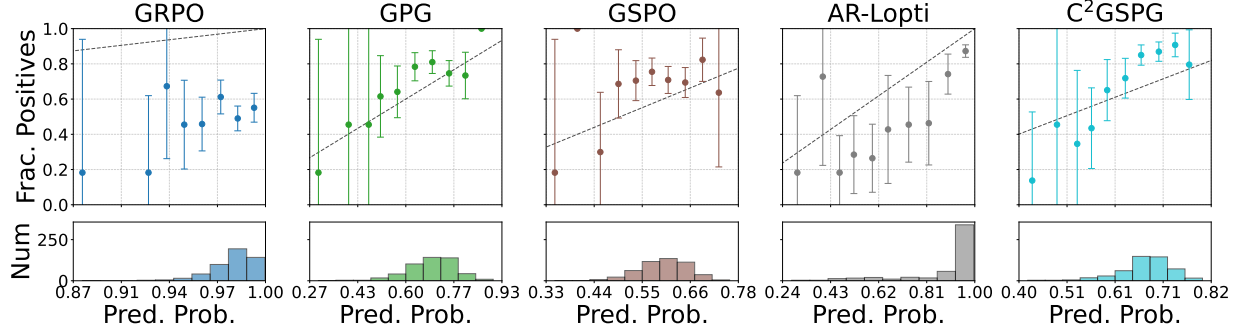 GRPO GPG GSPO AR-Lopti C²GSPG
Frac. Positives
1.0
0.8
0.6
0.4
0.2
0.0
Num
250
0
0.87 0.91 0.94 0.97 1.00
0.27 0.43 0.60 0.77 0.93
0.33 0.44 0.55 0.66 0.78
0.24 0.43 0.62 0.81 1.00
0.40 0.51 0.61 0.71 0.82
Pred. Prob. Pred. Prob. Pred. Prob. Pred. Prob. Pred. Prob.